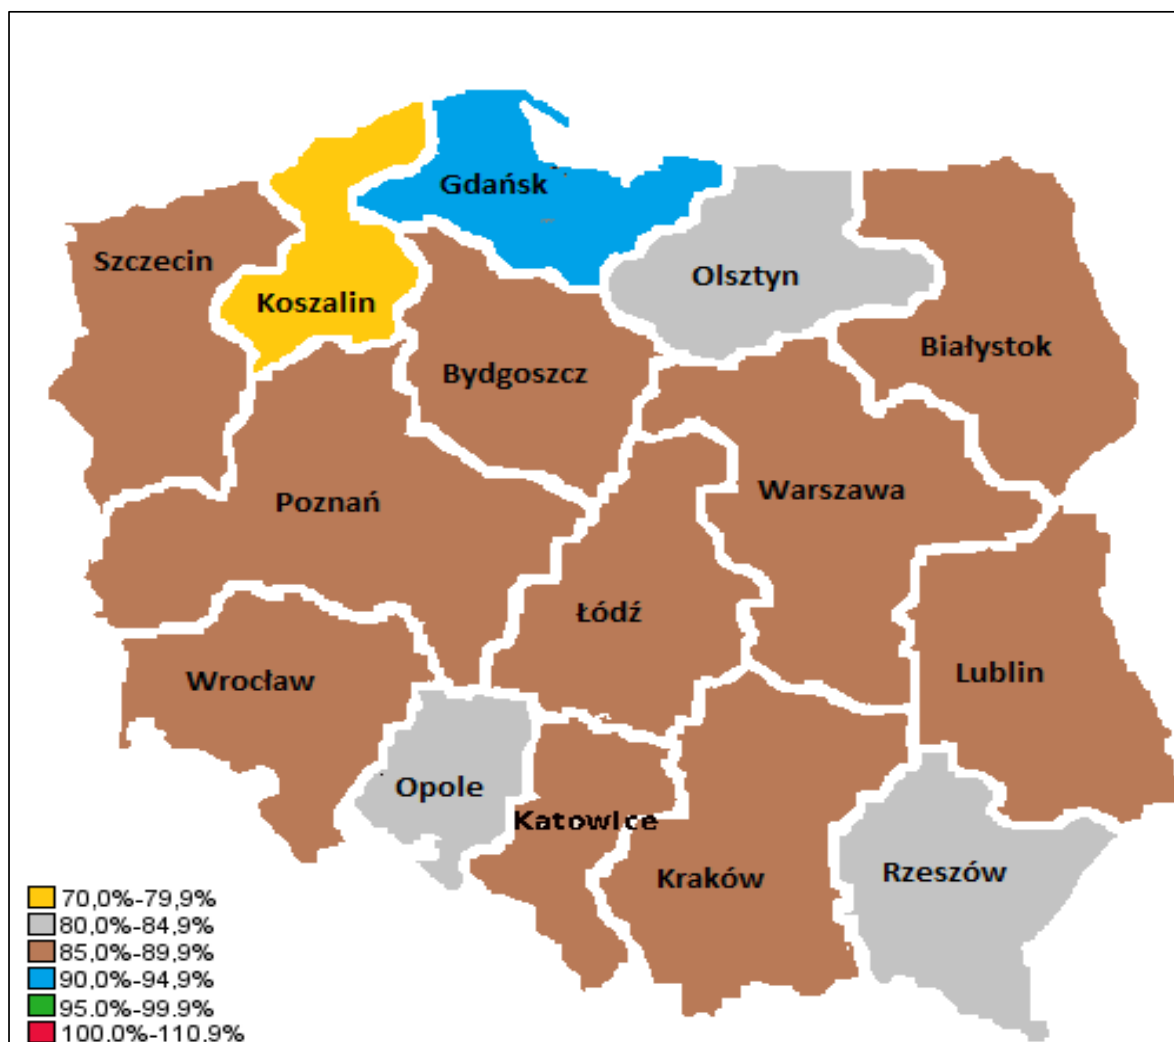 Gdańsk
Szczecin
Olsztyn
Koszalin
Białystok
Bydgoszcz
Warszawa
Poznań
Łódź
Lublin
Wrocław
Opole
Katowice
Rzeszów
Kraków
70,0%-79,9%
80,0%-84,9%
85,0%-89,9%
90,0%-94,9%
95.0%-99.9%
100,0%-110,9%